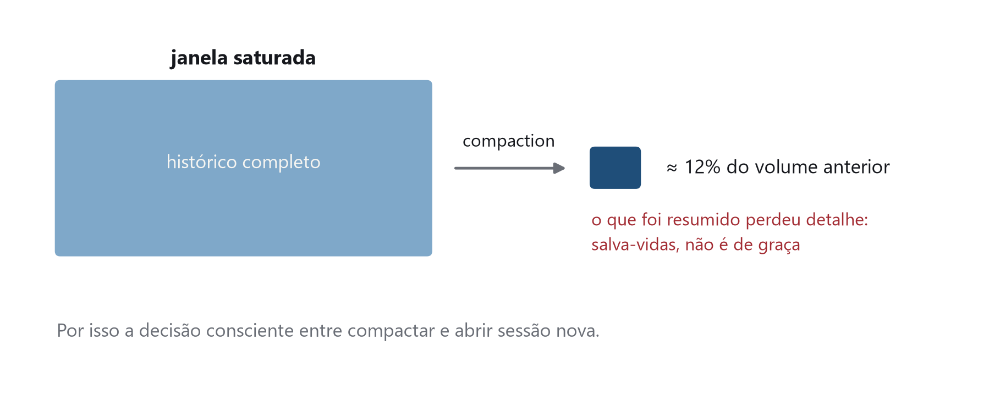 janela saturada
histórico completo
compaction
≈ 12% do volume anterior
o que foi resumido perdeu detalhe:
salva-vidas, não é de graça
Por isso a decisão consciente entre compactar e abrir sessão nova.